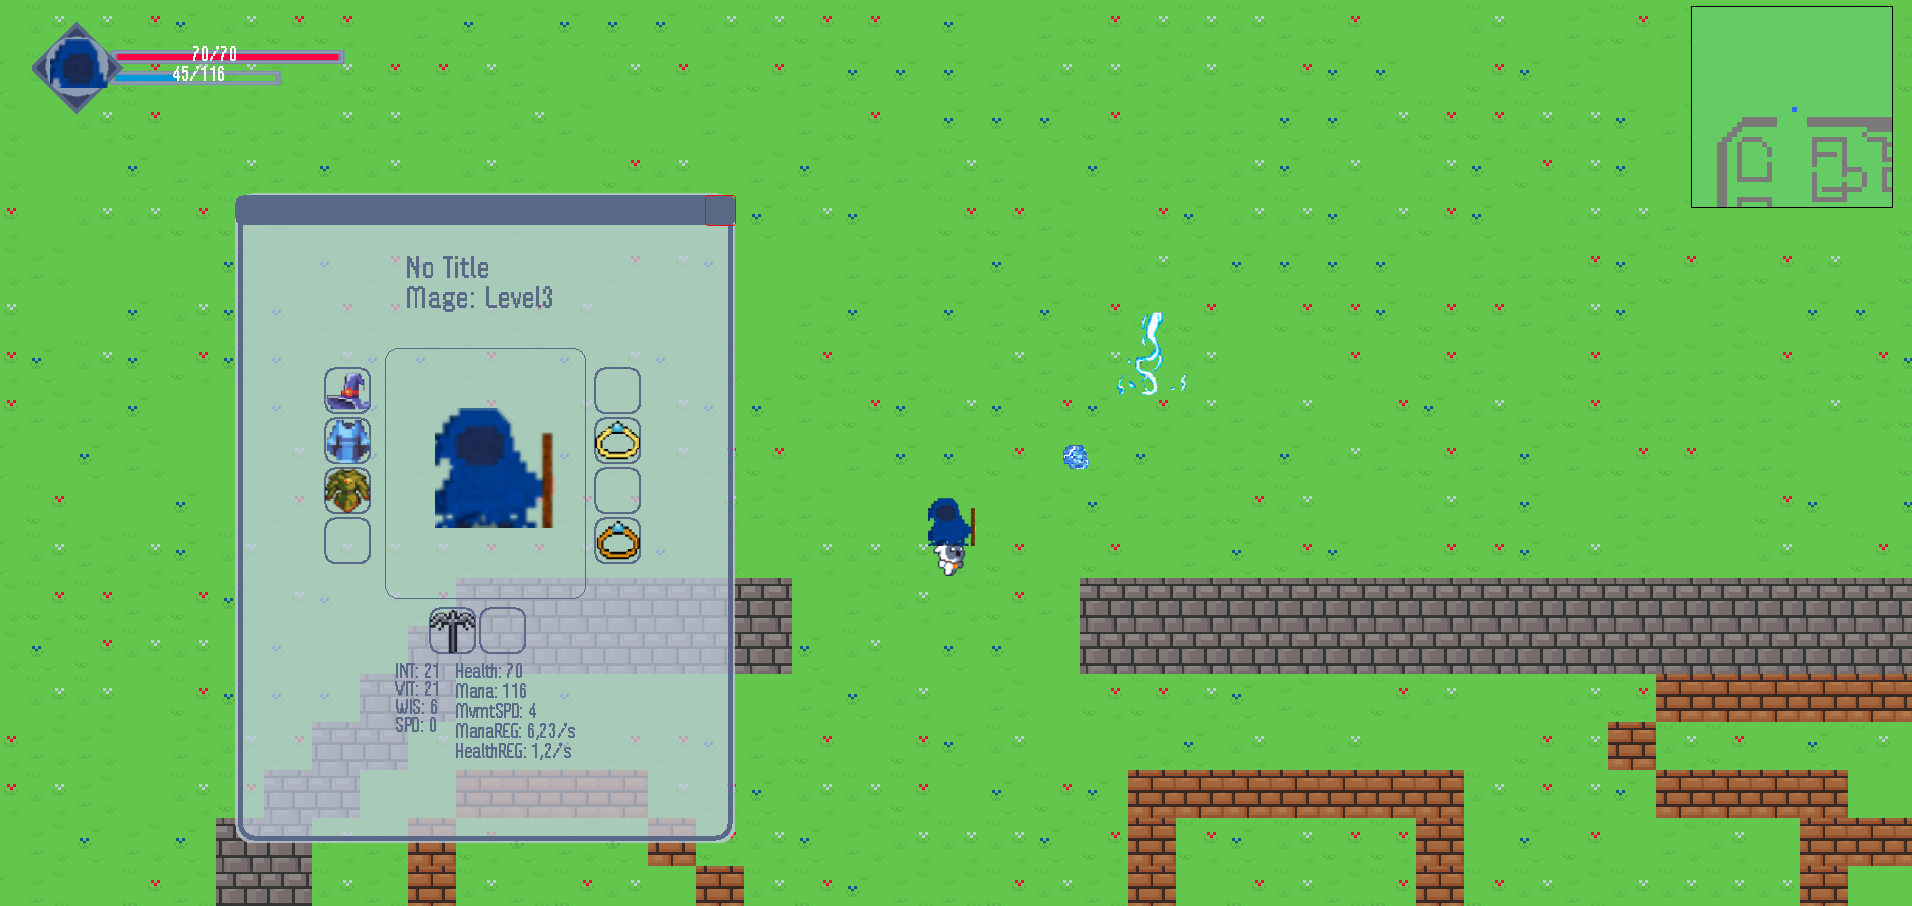 70/70
45/116
No Title
Mage: Level3
INT: 21
VIT: 21
WIS: 6
SPD: 0
Health: 70
Mana: 116
MvmtSPD: 4
ManaREG: 6,23/s
HealthREG: 1,2/s